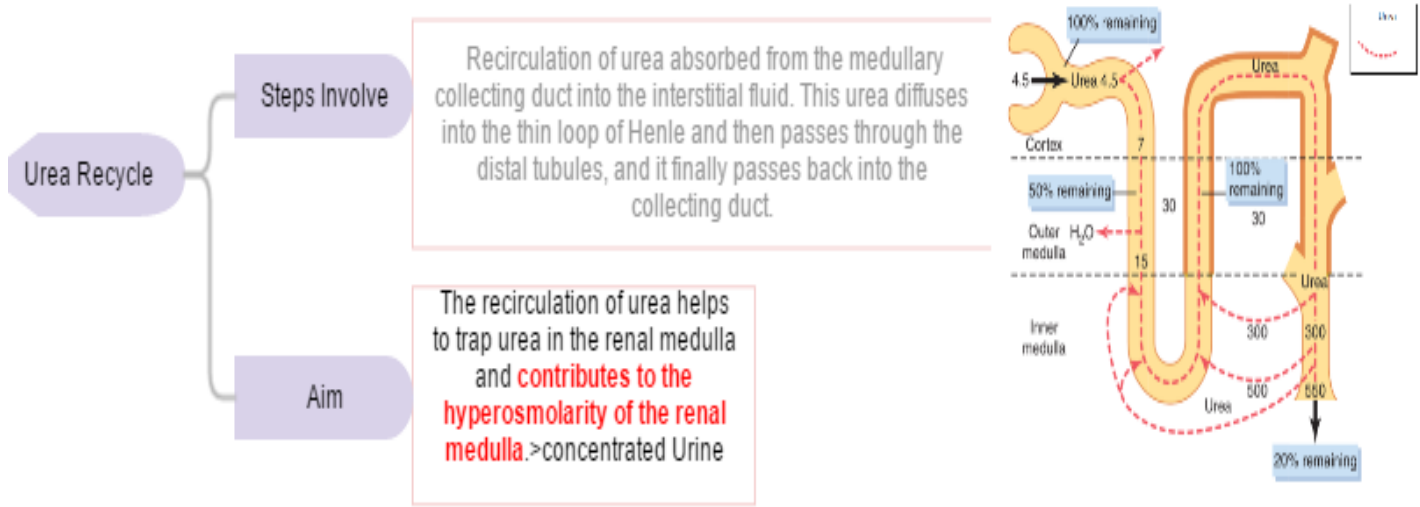 Urea Recycle
Steps Involve
Recirculation of urea absorbed from the medullary
collecting duct into the interstitial fluid. This urea diffuses
into the thin loop of Henle and then passes through the
distal tubules, and it finally passes back into the
collecting duct.
Aim
The recirculation of urea helps
to trap urea in the renal medulla
and contributes to the
hyperosmolarity of the renal
medulla.>concentrated Urine
100% remaining
Urea
Urea
4.5
Urea 4.5
Cortex
7
50% remaining
30
100%
remaining
30
Outer
medulla
H₂O
15
Urea
Inner
medulla
300
300
500
550
Urea
20% remaining